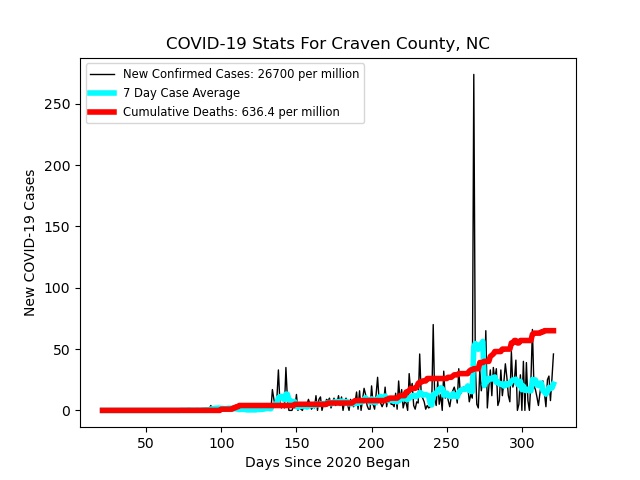 COVID-19 Stats For Craven County, NC
New Confirmed Cases: 26700 per million
7 Day Case Average
Cumulative Deaths: 636.4 per million
New COVID-19 Cases
250
200
150
100
50
0
50
100
150
200
250
300
Days Since 2020 Began